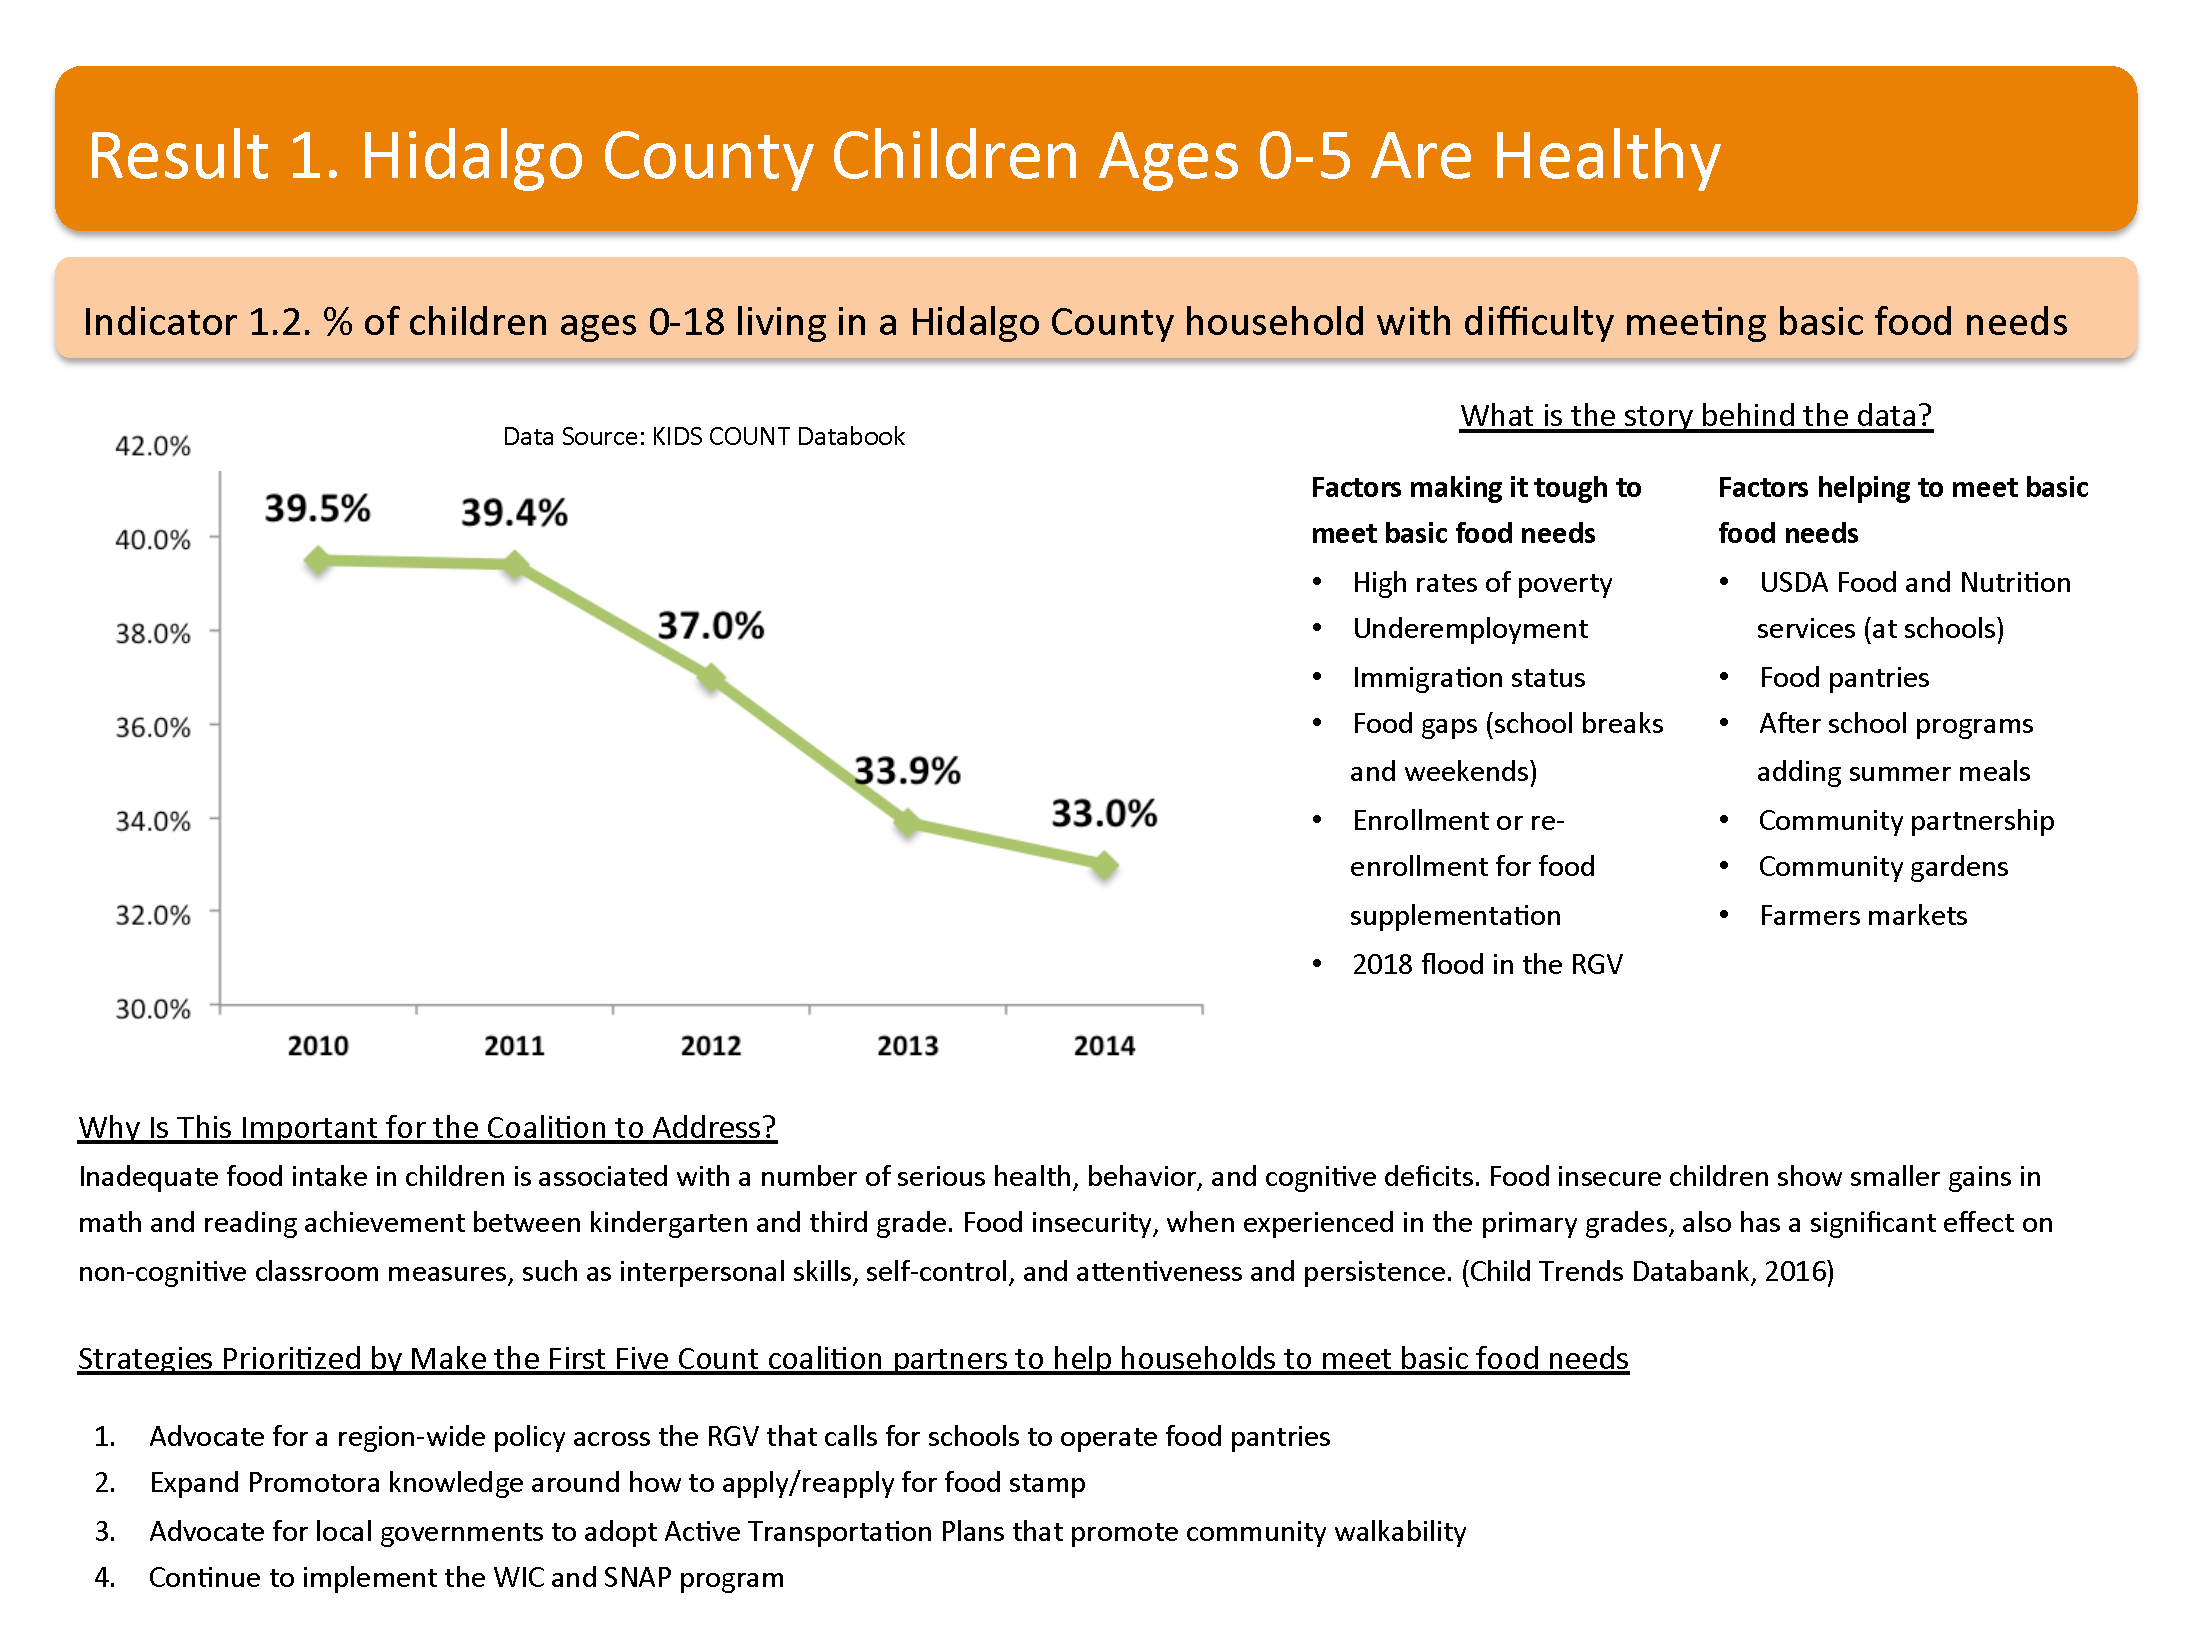 Result 1. Hidalgo County Children Ages 0-5 Are Healthy
Indicator 1.2. % of children ages 0-18 living in a Hidalgo County household with difficulty meeting basic food needs
Data Source: KIDS COUNT Databook
42.0%
40.0%
38.0%
36.0%
34.0%
32.0%
30.0%
39.5%
39.4%
37.0%
33.9%
33.0%
2010
2011
2012
2013
2014
What is the story behind the data?
Factors making it tough to
meet basic food needs
• High rates of poverty
• Underemployment
• Immigration status
• Food gaps (school breaks
and weekends)
• Enrollment or re-
enrollment for food
supplementation
• 2018 flood in the RGV
Factors helping to meet basic
food needs
• USDA Food and Nutrition
services (at schools)
• Food pantries
• After school programs
adding summer meals
• Community partnership
• Community gardens
• Farmers markets
Why Is This Important for the Coalition to Address?
Inadequate food intake in children is associated with a number of serious health, behavior, and cognitive deficits. Food insecure children show smaller gains in
math and reading achievement between kindergarten and third grade. Food insecurity, when experienced in the primary grades, also has a significant effect on
non-cognitive classroom measures, such as interpersonal skills, self-control, and attentiveness and persistence. (Child Trends Databank, 2016)
Strategies Prioritized by Make the First Five Count coalition partners to help households to meet basic food needs
1. Advocate for a region-wide policy across the RGV that calls for schools to operate food pantries
2. Expand Promotora knowledge around how to apply/reapply for food stamp
3. Advocate for local governments to adopt Active Transportation Plans that promote community walkability
4. Continue to implement the WIC and SNAP program